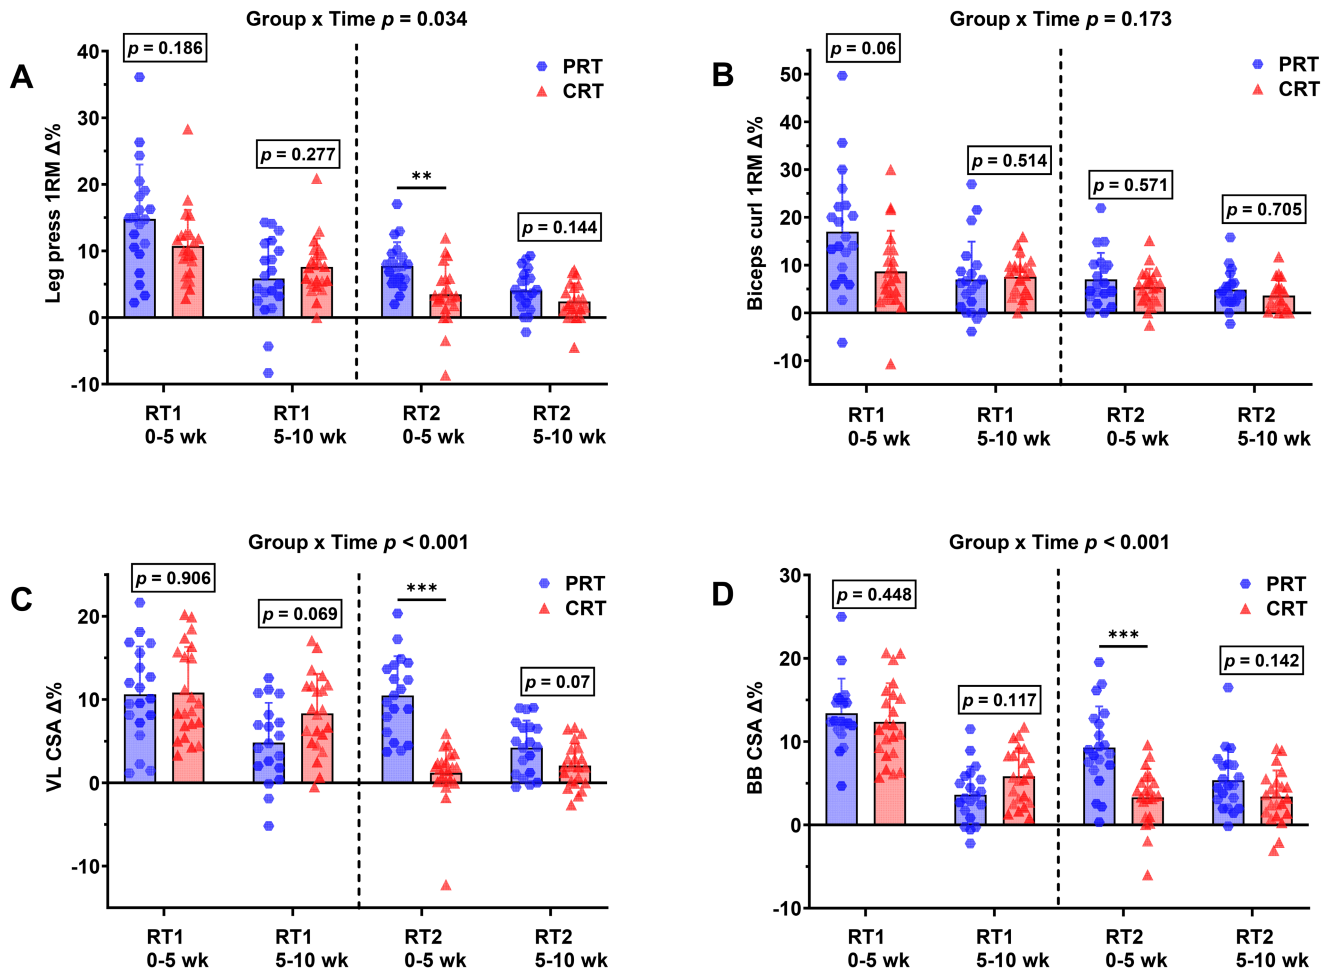 Group x Time p = 0.034
A
p = 0.186
PRT
CRT
p = 0.277
**
p = 0.144
Leg press 1RM Δ%
40
30
20
10
0
-10
RT1
0-5 wk
RT1
5-10 wk
RT2
0-5 wk
RT2
5-10 wk
Group x Time p = 0.173
B
p = 0.06
PRT
CRT
p = 0.514
p = 0.571
p = 0.705
Biceps curl 1RM Δ%
50
40
30
20
10
0
-10
RT1
0-5 wk
RT1
5-10 wk
RT2
0-5 wk
RT2
5-10 wk
Group x Time p < 0.001
C
p = 0.906
PRT
CRT
p = 0.069
***
p = 0.07
VL CSA Δ%
20
10
0
-10
RT1
0-5 wk
RT1
5-10 wk
RT2
0-5 wk
RT2
5-10 wk
Group x Time p < 0.001
D
p = 0.448
PRT
CRT
p = 0.117
***
p = 0.142
BB CSA Δ%
30
20
10
0
-10
RT1
0-5 wk
RT1
5-10 wk
RT2
0-5 wk
RT2
5-10 wk